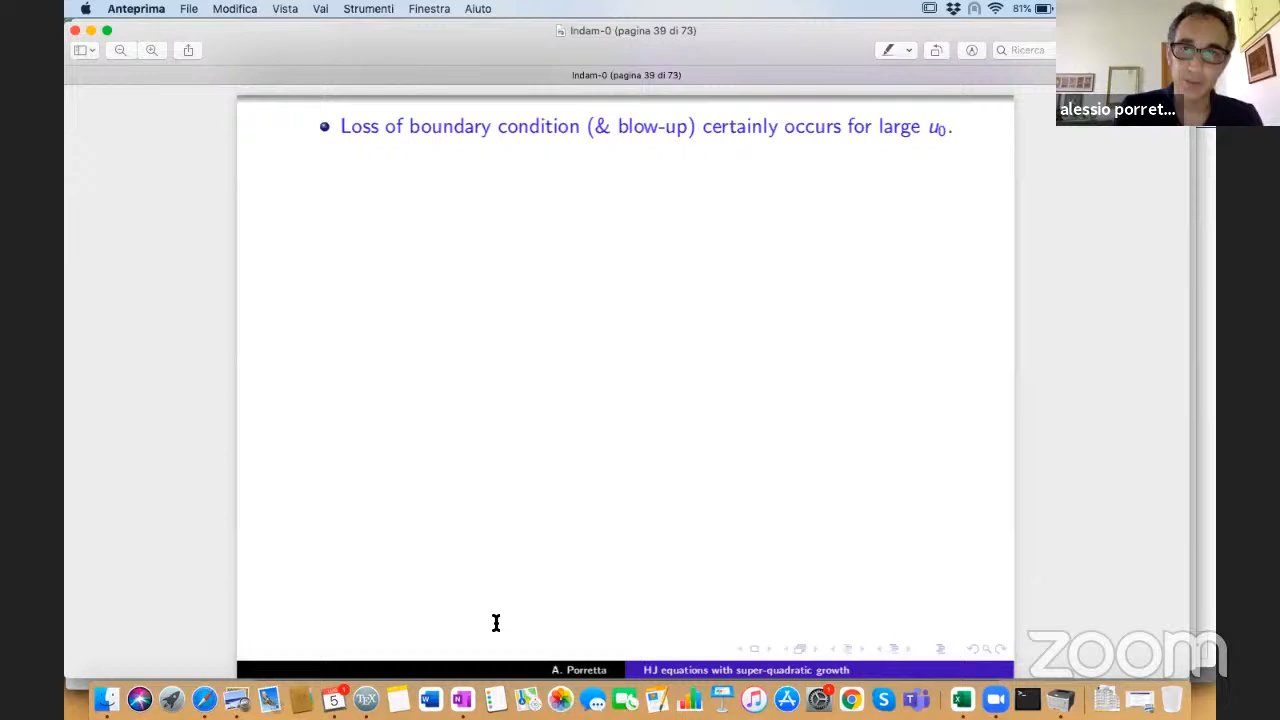 Anteprima File Modifica Vista Vai Strumenti Finestra Aiuto 81%
Indam-0 (pagina 39 di 73)
Ricerca
Indam-0 (pagina 39 di 73)
alessio porret...
• Loss of boundary condition (& blow-up) certainly occurs for large u₀.
A. Porretta HJ equations with super-quadratic growth
zoom